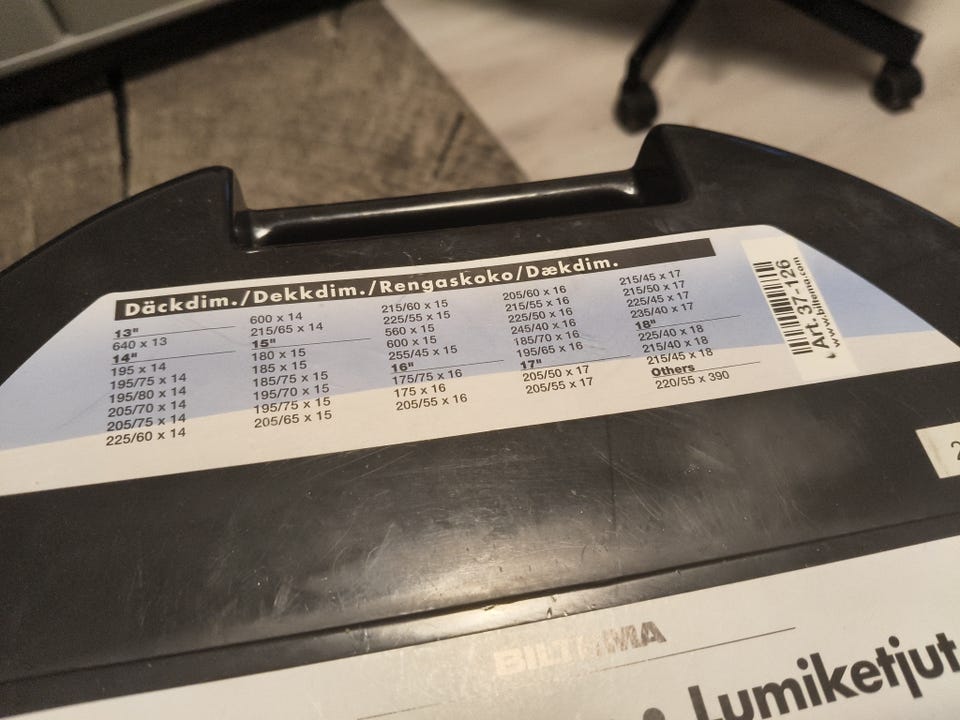 Däckdim./Dekkdim./Rengaskoko/Dækdim.
13"
640 x 13
14"
195 x 14
195/75 x 14
195/80 x 14
205/70 x 14
205/75 x 14
225/60 x 14
600 x 14
215/65 x 14
15"
180 x 15
185 x 15
185/75 x 15
195/70 x 15
195/75 x 15
205/65 x 15
215/60 x 15
225/55 x 15
560 x 15
600 x 15
255/45 x 15
16"
175/75 x 16
175 x 16
205/55 x 16
205/60 x 16
215/55 x 16
225/50 x 16
245/40 x 16
185/70 x 16
195/65 x 16
17"
205/50 x 17
205/55 x 17
215/45 x 17
215/50 x 17
225/45 x 17
235/40 x 17
18"
225/40 x 18
215/40 x 18
215/45 x 18
Others
220/55 x 390
Art. 37-126
www.biltema.com
2
BILTEMA
Lumiketjut